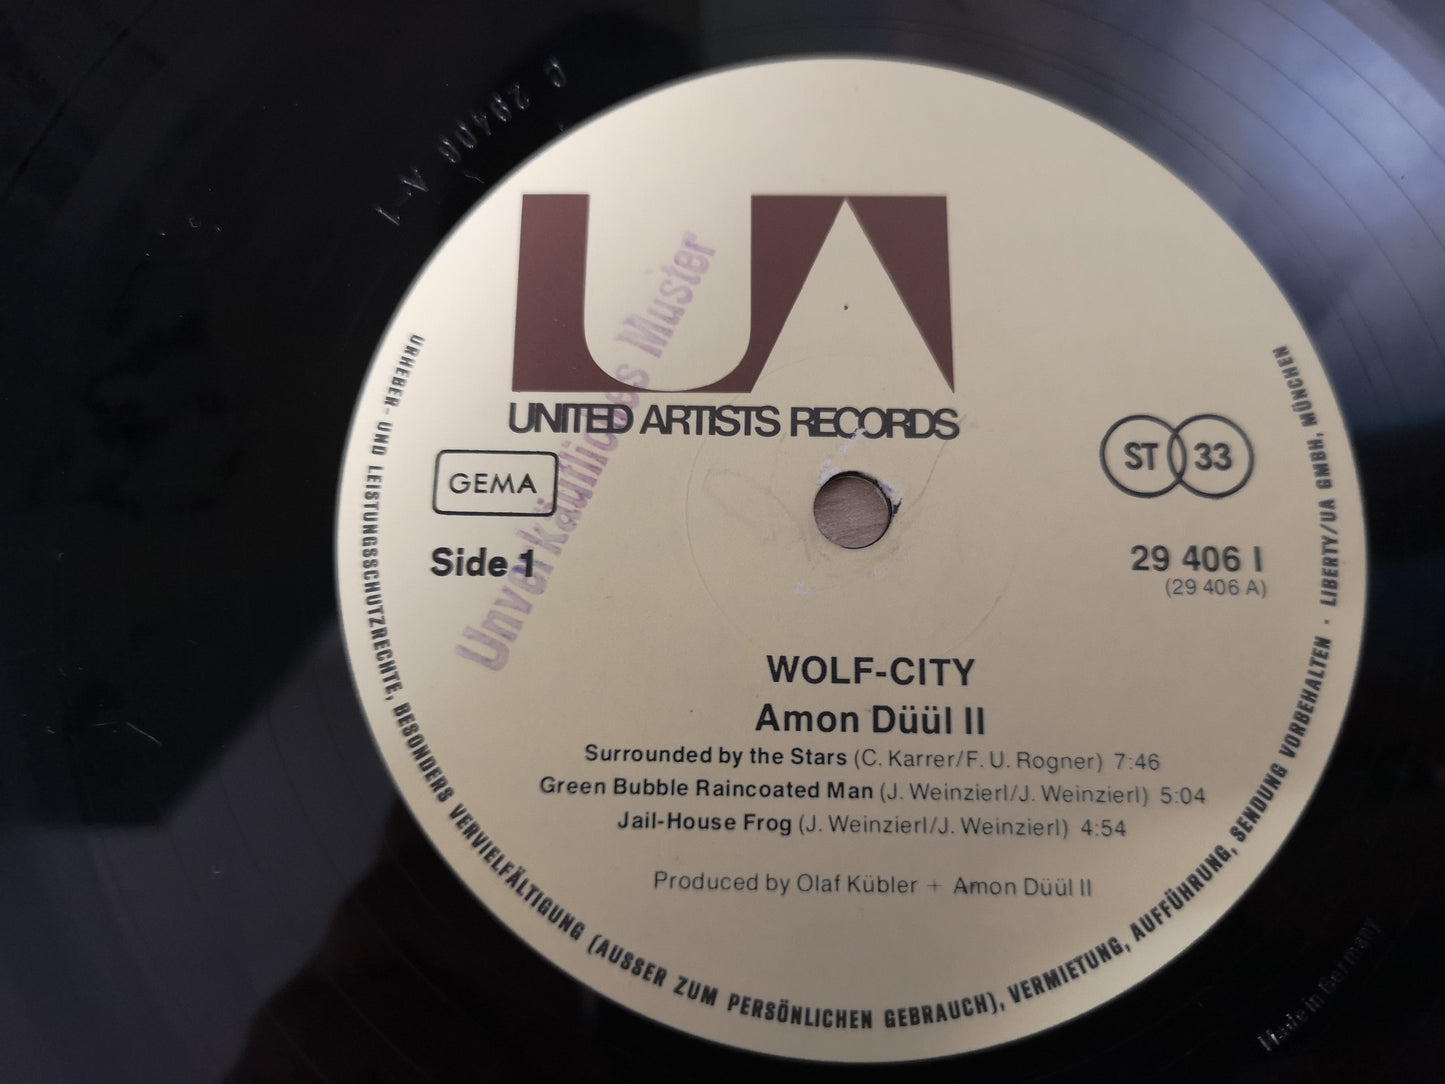 R 29406 A-1
UA
UNITED ARTISTS RECORDS
Unverkäufliches Muster
GEMA
ST 33
Side 1
29 406 I
(29 406 A)
WOLF-CITY
Amon Düül II
Surrounded by the Stars (C. Karrer/F. U. Rogner) 7:46
Green Bubble Raincoated Man (J. Weinzierl/J. Weinzierl) 5:04
Jail-House Frog (J. Weinzierl/J. Weinzierl) 4:54
Produced by Olaf Kübler + Amon Düül II
URHEBER- UND LEISTUNGSSCHUTZRECHTE, BESONDERS VERVIELFÄLTIGUNG (AUSSER ZUM PERSÖNLICHEN GEBRAUCH), VERMIETUNG, AUFFÜHRUNG, SENDUNG VORBEHALTEN · LIBERTY/UA GMBH, MÜNCHEN
Made in Germany